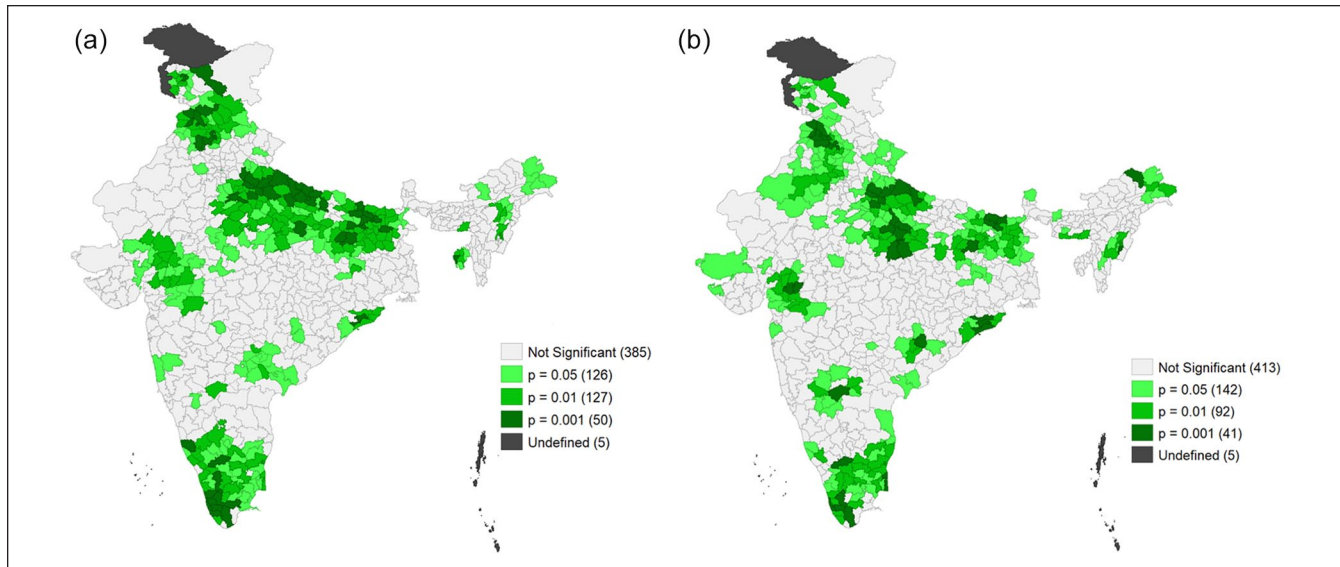 (a)
Not Significant (385)
p = 0.05 (126)
p = 0.01 (127)
p = 0.001 (50)
Undefined (5)
(b)
Not Significant (413)
p = 0.05 (142)
p = 0.01 (92)
p = 0.001 (41)
Undefined (5)